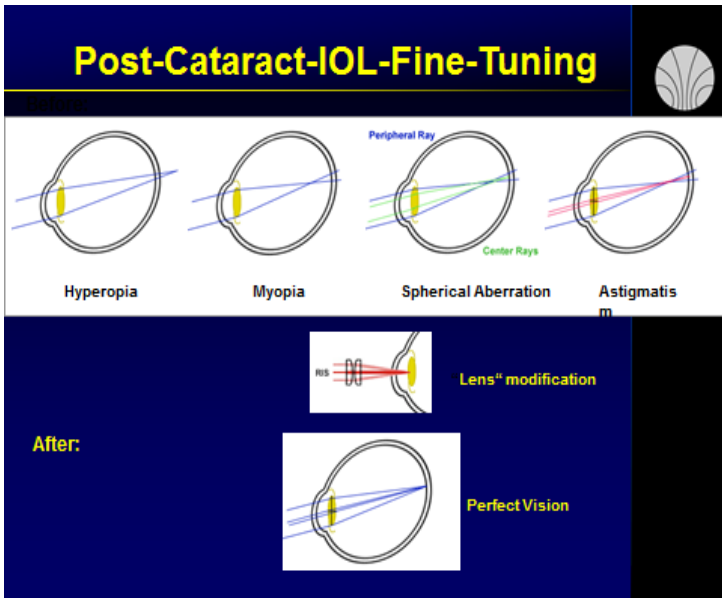 Post-Cataract-IOL-Fine-Tuning
Before:
Peripheral Ray
Center Rays
Hyperopia
Myopia
Spherical Aberration
Astigmatis
m
RIS
"Lens“ modification
After:
Perfect Vision